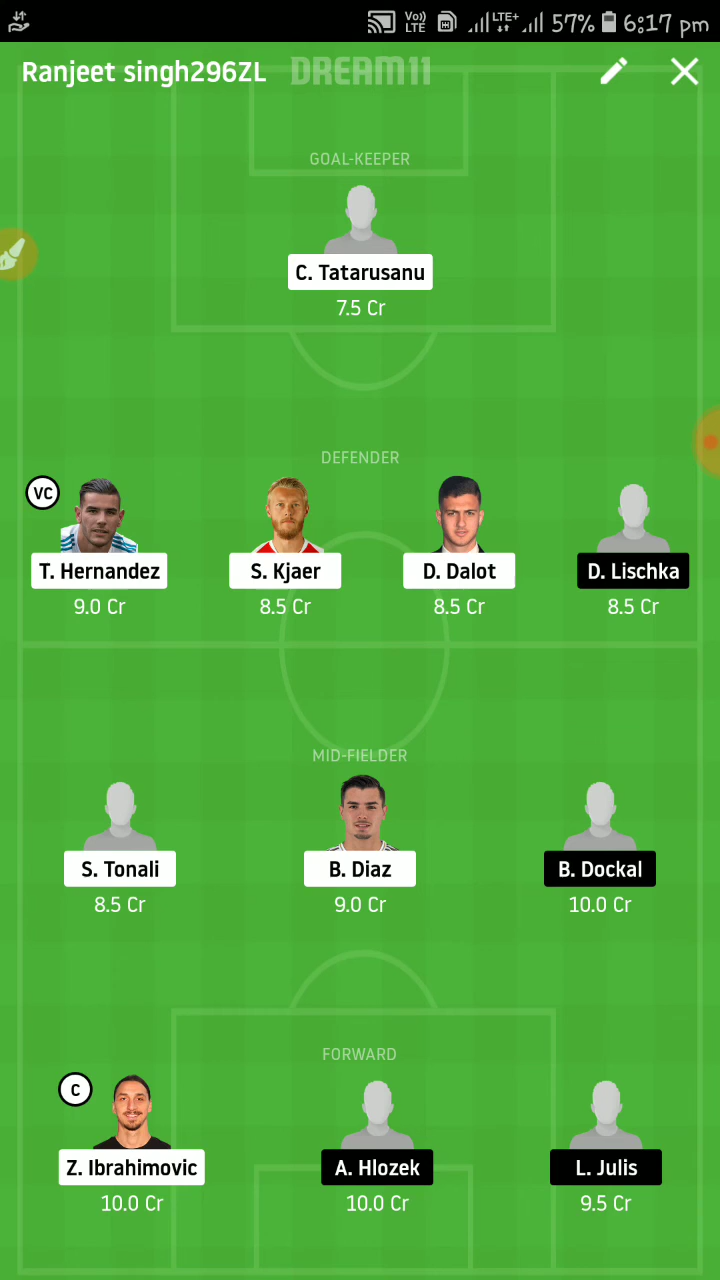 Vo)) LTE LTE+ 57% 6:17 pm
Ranjeet singh296ZL DREAM11
GOAL-KEEPER
C. Tatarusanu
7.5 Cr
DEFENDER
VC
T. Hernandez S. Kjaer D. Dalot D. Lischka
9.0 Cr 8.5 Cr 8.5 Cr 8.5 Cr
MID-FIELDER
S. Tonali B. Diaz B. Dockal
8.5 Cr 9.0 Cr 10.0 Cr
FORWARD
C
Z. Ibrahimovic A. Hlozek L. Julis
10.0 Cr 10.0 Cr 9.5 Cr